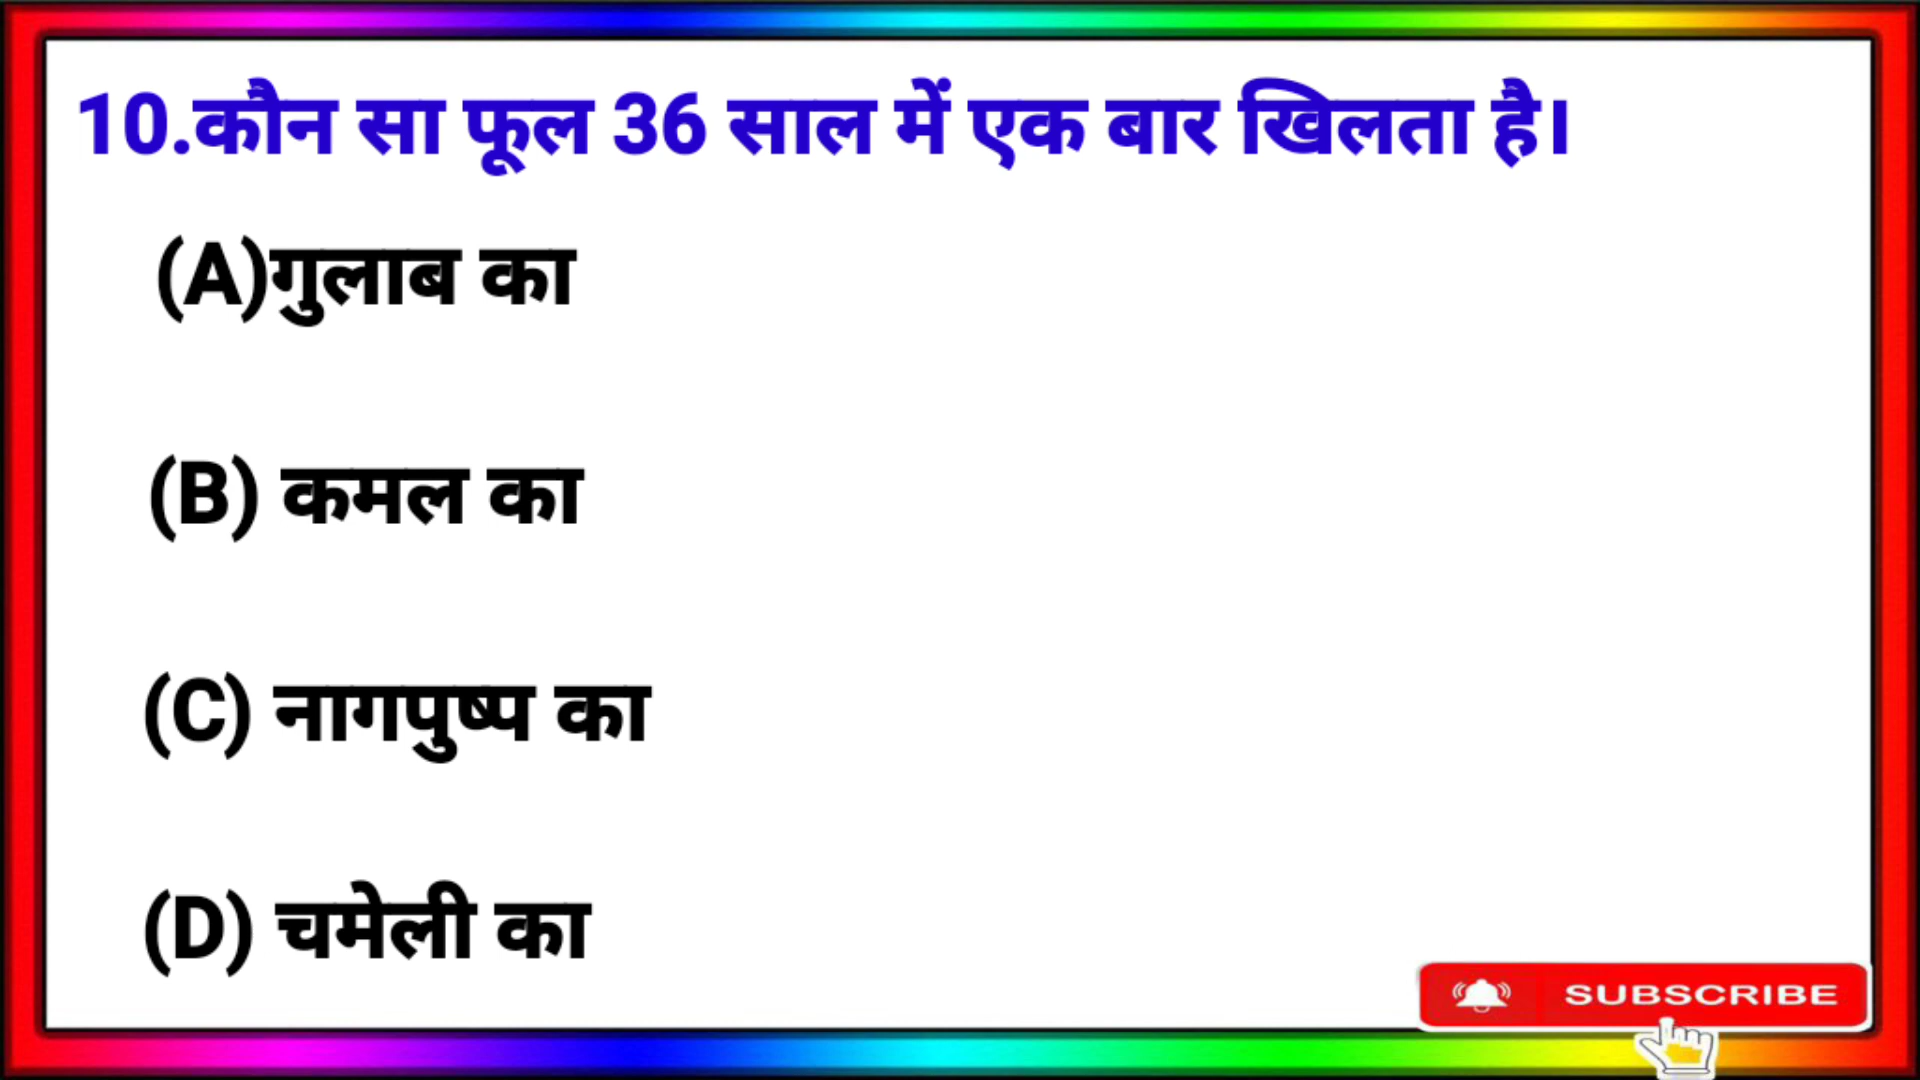 10.कौन सा फूल 36 साल में एक बार खिलता है।
(A)गुलाब का
(B) कमल का
(C) नागपुष्प का
(D) चमेली का
SUBSCRIBE